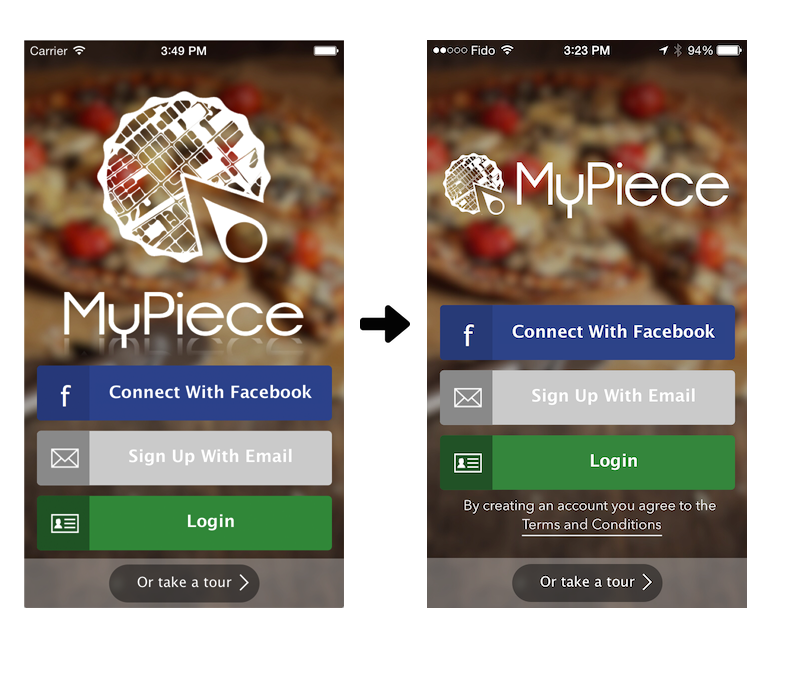 Carrier
3:49 PM
MyPiece
f
Connect With Facebook
Sign Up With Email
Login
Or take a tour
Fido
3:23 PM
94%
MyPiece
f
Connect With Facebook
Sign Up With Email
Login
By creating an account you agree to the
Terms and Conditions
Or take a tour